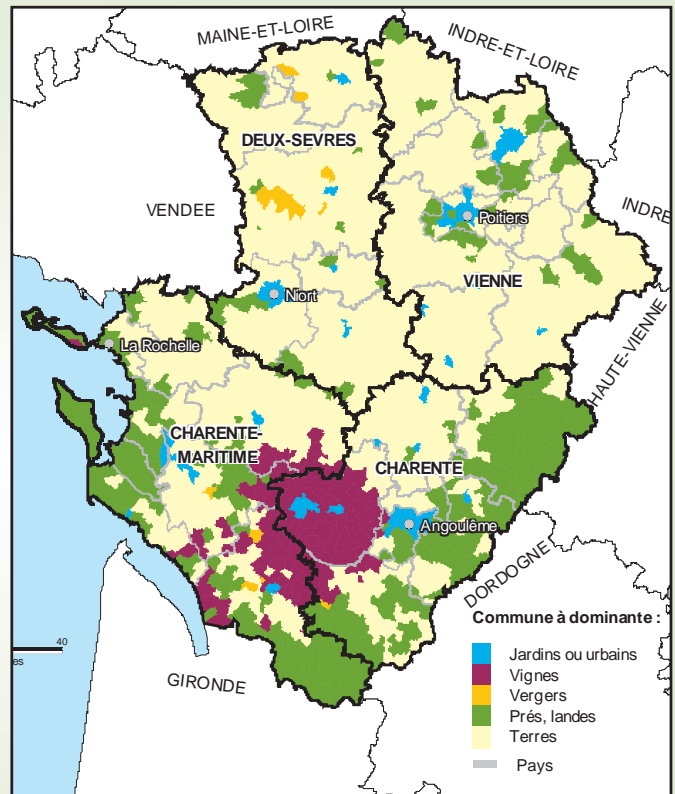 MAINE-ET-LOIRE
INDRE-ET-LOIRE
DEUX-SEVRES
VENDEE
INDRE
Poitiers
VIENNE
Niort
HAUTE-VIENNE
La Rochelle
CHARENTE-
MARITIME
CHARENTE
Angoulême
DORDOGNE
GIRONDE
40
es
Commune à dominante :
Jardins ou urbains
Vignes
Vergers
Prés, landes
Terres
Pays